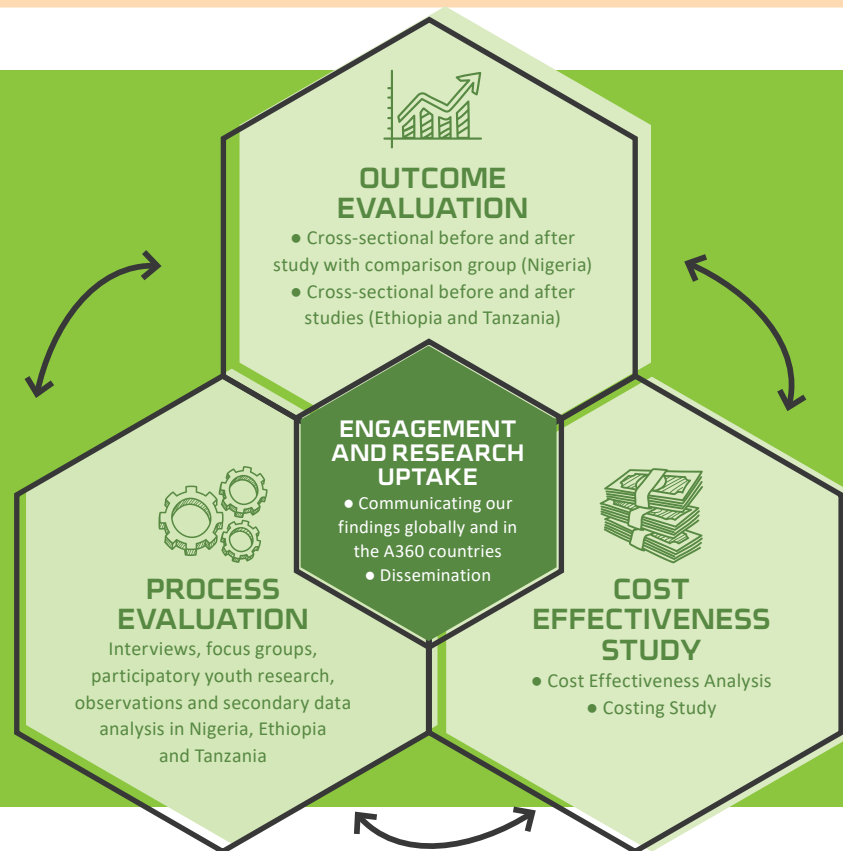 OUTCOME
EVALUATION
● Cross-sectional before and after
study with comparison group (Nigeria)
● Cross-sectional before and after
studies (Ethiopia and Tanzania)
ENGAGEMENT
AND RESEARCH
UPTAKE
● Communicating our
findings globally and in
the A360 countries
● Dissemination
PROCESS
EVALUATION
Interviews, focus groups,
participatory youth research,
observations and secondary data
analysis in Nigeria, Ethiopia
and Tanzania
COST
EFFECTIVENESS
STUDY
● Cost Effectiveness Analysis
● Costing Study